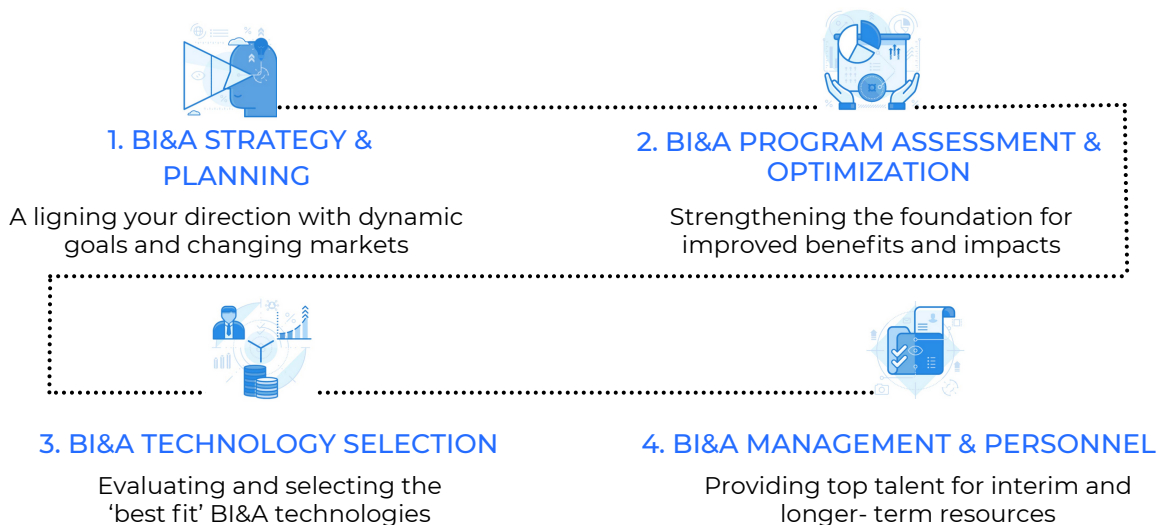 1. BI&A STRATEGY &
PLANNING
A ligning your direction with dynamic
goals and changing markets
2. BI&A PROGRAM ASSESSMENT &
OPTIMIZATION
Strengthening the foundation for
improved benefits and impacts
3. BI&A TECHNOLOGY SELECTION
Evaluating and selecting the
‘best fit’ BI&A technologies
4. BI&A MANAGEMENT & PERSONNEL
Providing top talent for interim and
longer- term resources